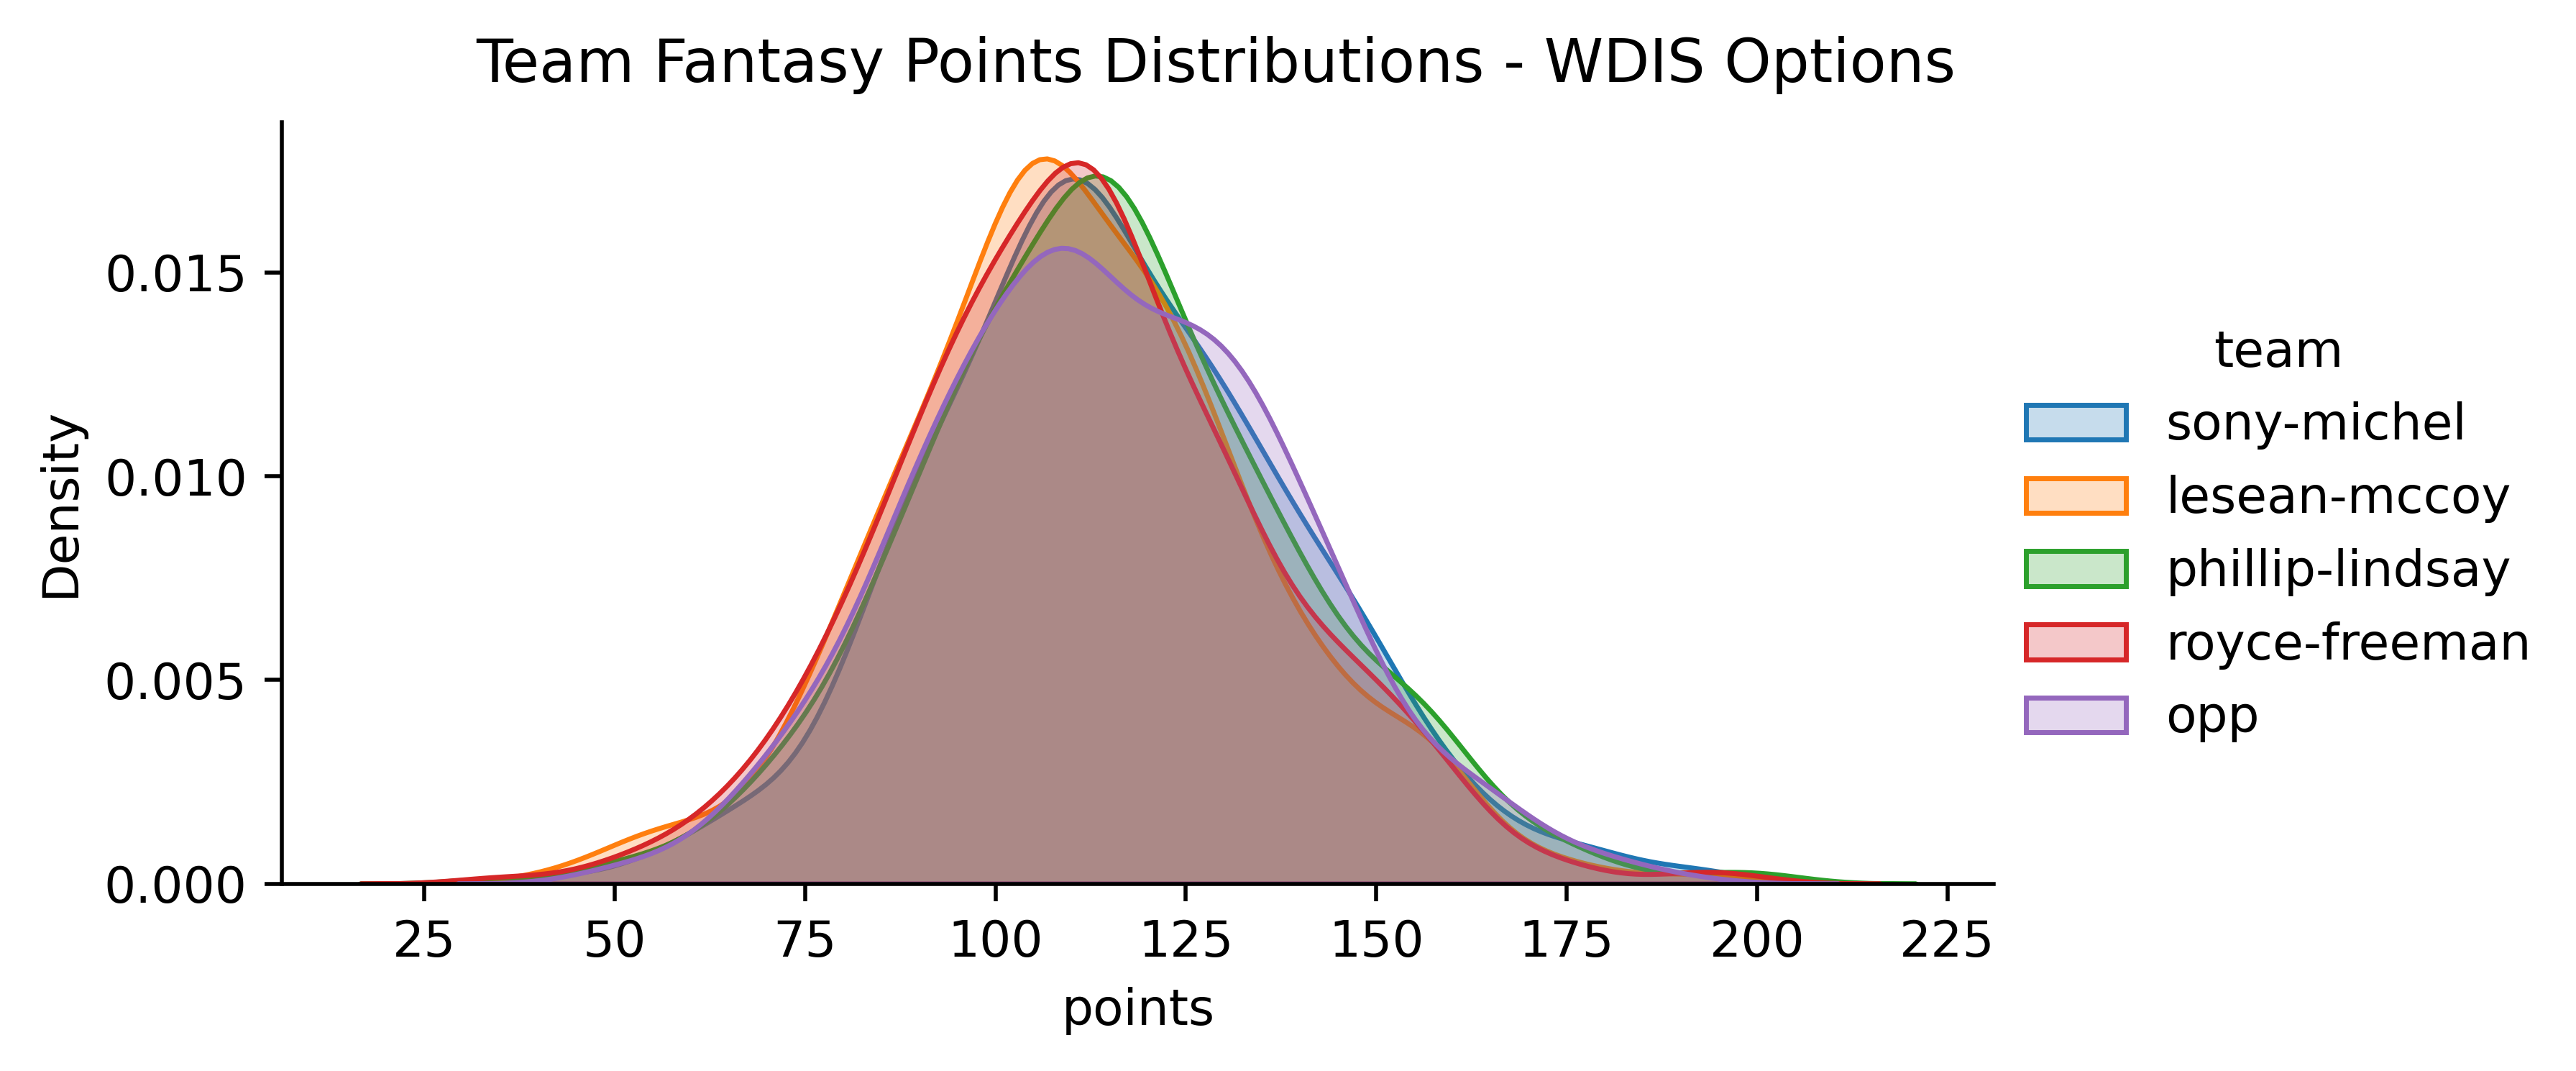 Team Fantasy Points Distributions - WDIS Options
Density
0.015
0.010
0.005
0.000
25 50 75 100 125 150 175 200 225
points
team
sony-michel
lesean-mccoy
phillip-lindsay
royce-freeman
opp